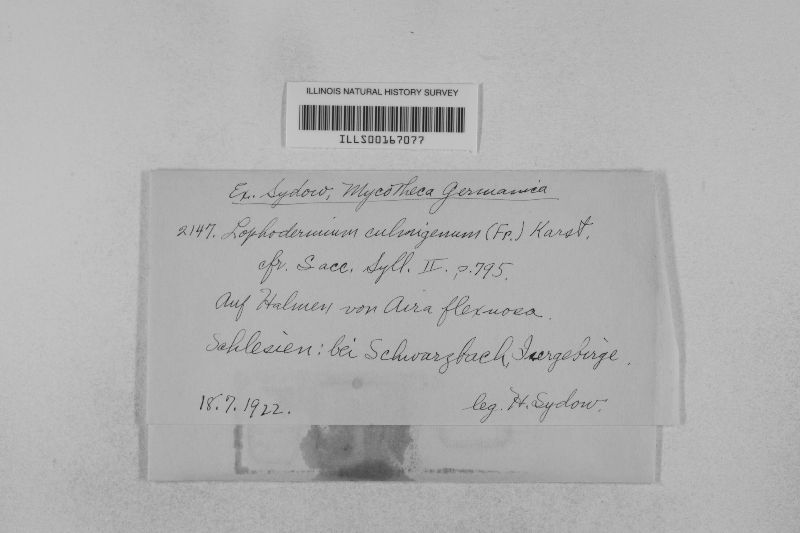 ILLINOIS NATURAL HISTORY SURVEY
ILLS00167077
Ex. Sydow, Mycotheca Germanica
2147. Lophodermium culmigenum (Fr.) Karst.
cfr. Sacc. Syll. II. p.795.
Auf Halmen von Aira flexuosa.
Schlesien: bei Schwarzbach, Isergebirge.
18.7.1922. leg. H. Sydow.